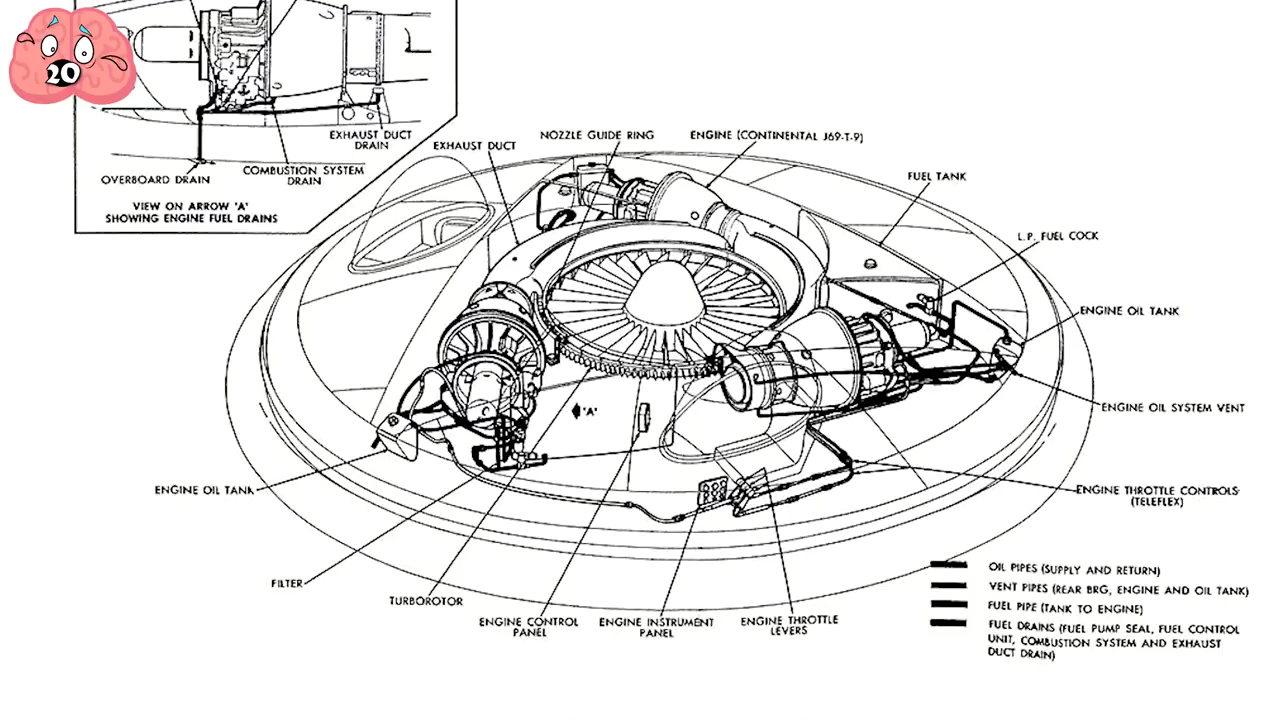 20
EXHAUST DUCT
DRAIN
COMBUSTION SYSTEM
DRAIN
OVERBOARD DRAIN
VIEW ON ARROW 'A'
SHOWING ENGINE FUEL DRAINS
EXHAUST DUCT
NOZZLE GUIDE RING
ENGINE (CONTINENTAL J69-T-9)
FUEL TANK
L.P. FUEL COCK
ENGINE OIL TANK
ENGINE OIL SYSTEM VENT
'A'
ENGINE OIL TANK
ENGINE THROTTLE CONTROLS
(TELEFLEX)
FILTER
TURBOROTOR
ENGINE CONTROL
PANEL
ENGINE INSTRUMENT
PANEL
ENGINE THROTTLE
LEVERS
OIL PIPES (SUPPLY AND RETURN)
VENT PIPES (REAR BRG, ENGINE AND OIL TANK)
FUEL PIPE (TANK TO ENGINE)
FUEL DRAINS (FUEL PUMP SEAL, FUEL CONTROL
UNIT, COMBUSTION SYSTEM AND EXHAUST
DUCT DRAIN)